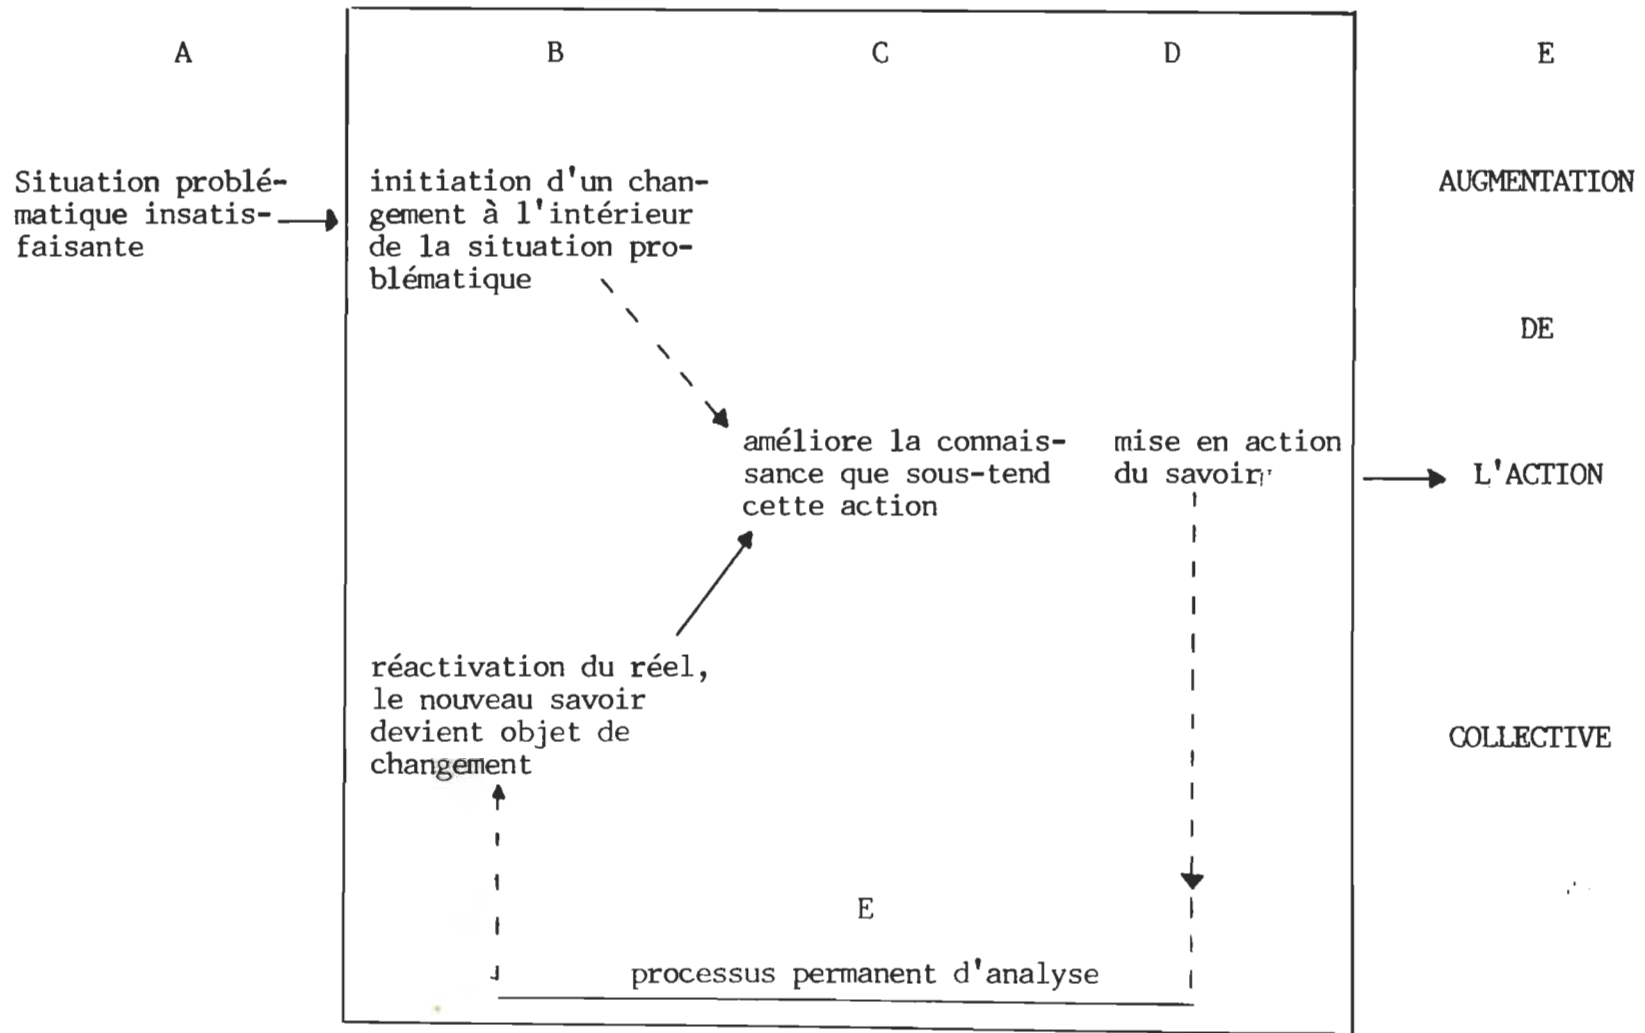 A B C D E
Situation problé-
matique insatis-
faisante
initiation d'un chan-
gement à l'intérieur
de la situation pro-
blématique
AUGMENTATION
DE
améliore la connais-
sance que sous-tend
cette action
mise en action
du savoir
L'ACTION
réactivation du réel,
le nouveau savoir
devient objet de
changement
COLLECTIVE
E
processus permanent d'analyse